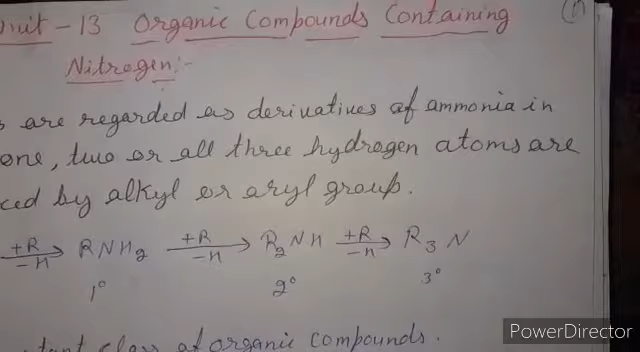 Unit - 13 Organic Compounds Containing (1)
Nitrogen:-
s are regarded as derivatives of ammonia in
one, two or all three hydrogen atoms are
ced by alkyl or aryl group.
+R/-H → RNH2 +R/-H → R2NH +R/-H → R3N
1° 2° 3°
tant class of organic compounds.
PowerDirector